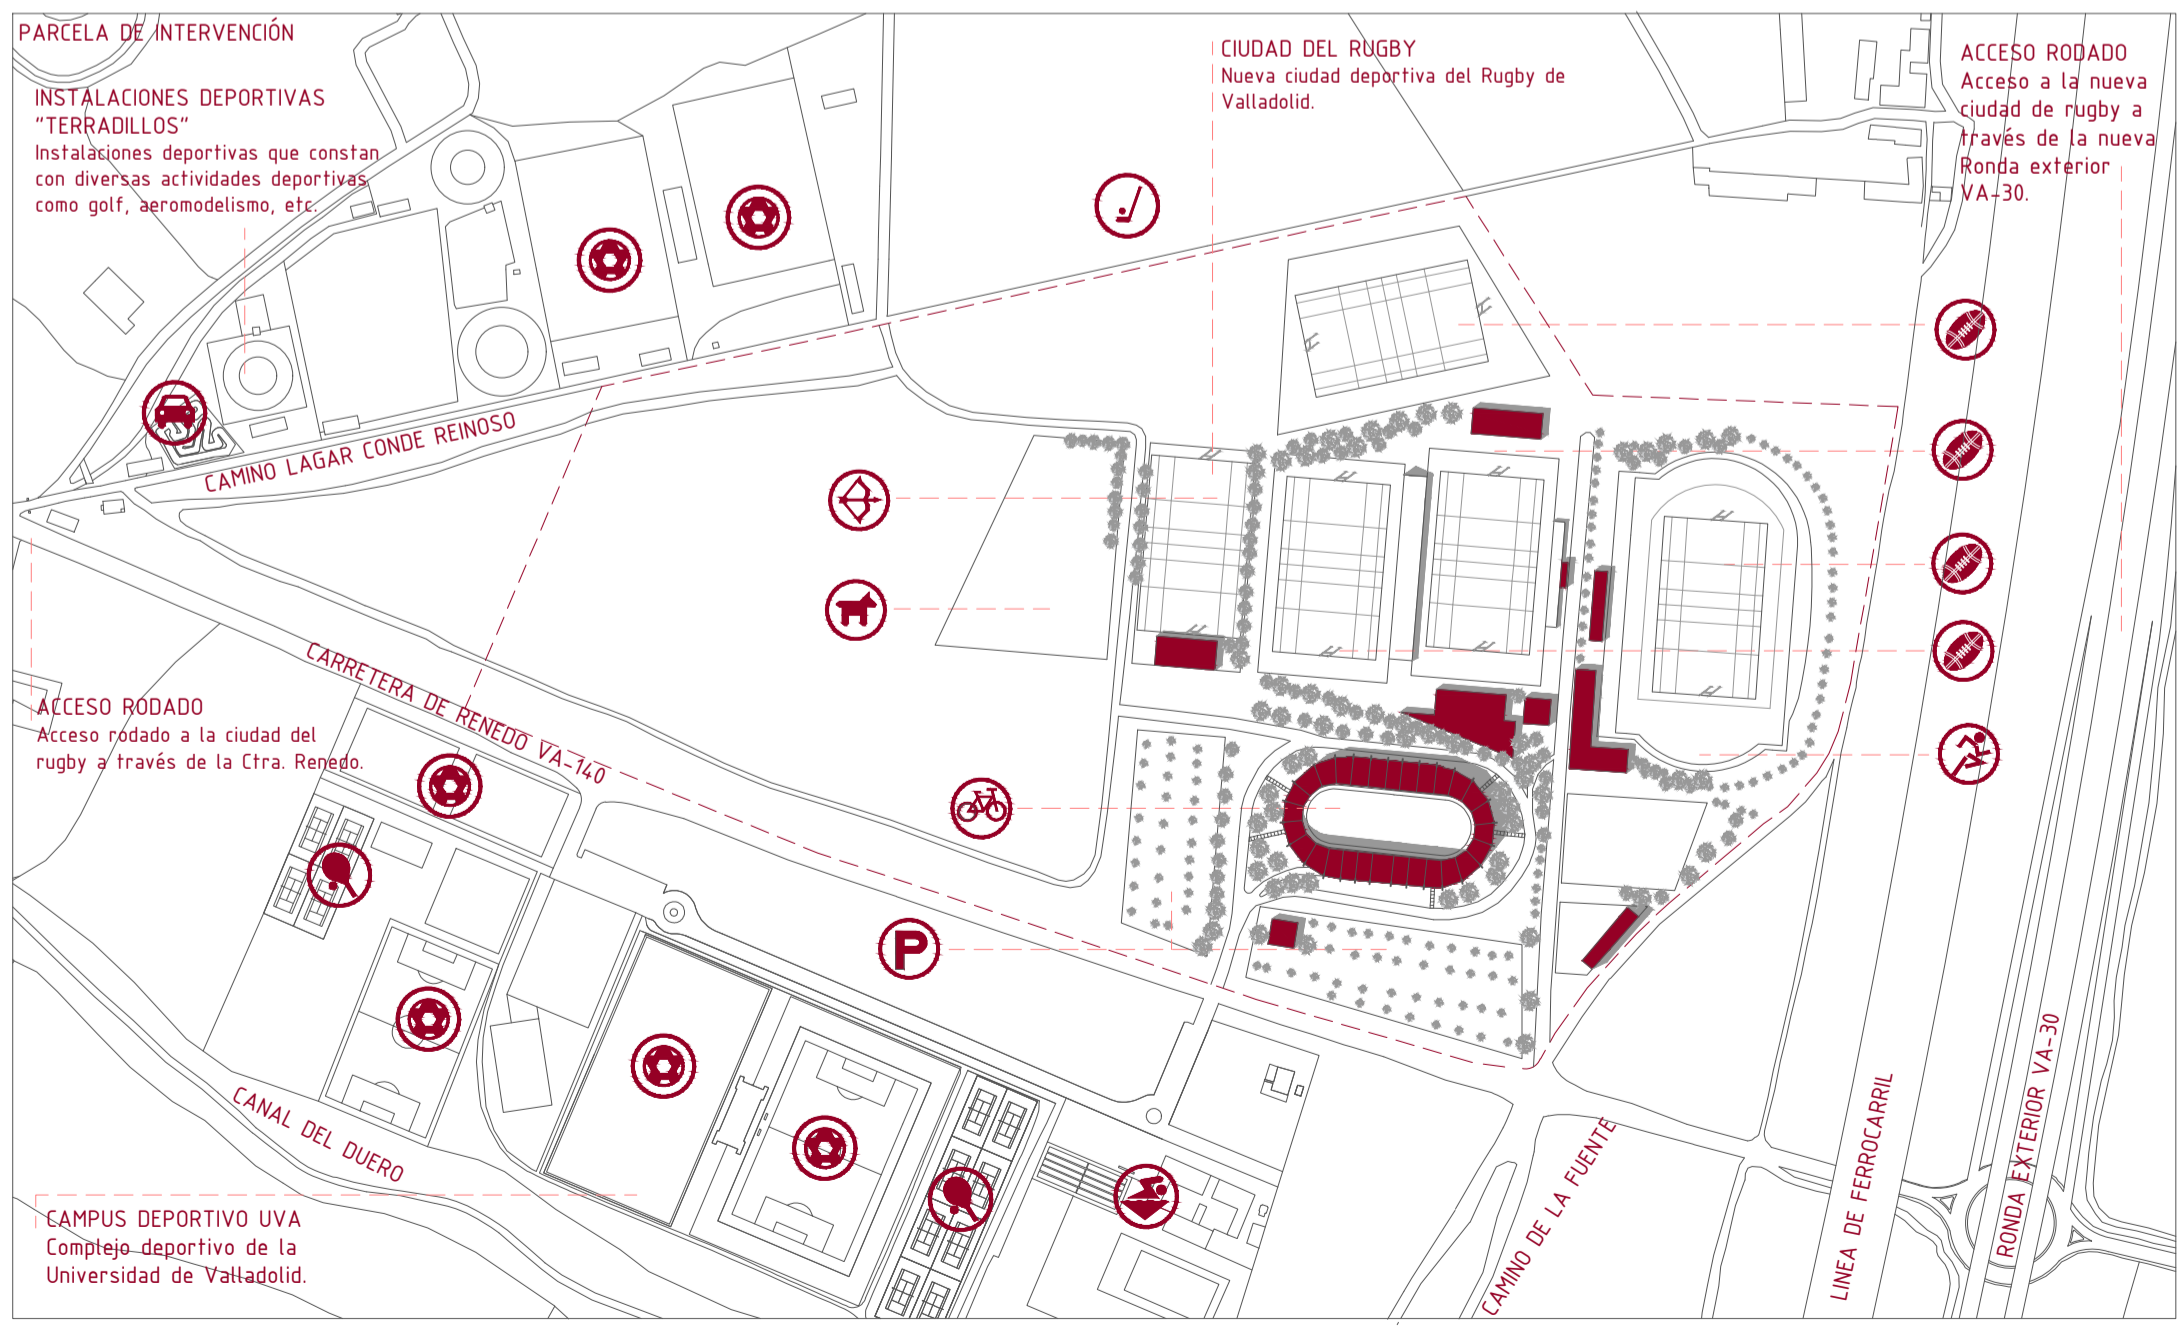 PARCELA DE INTERVENCIÓN
INSTALACIONES DEPORTIVAS
"TERRADILLOS"
Instalaciones deportivas que constan
con diversas actividades deportivas
como golf, aeromodelismo, etc.
CIUDAD DEL RUGBY
Nueva ciudad deportiva del Rugby de
Valladolid.
ACCESO RODADO
Acceso a la nueva
ciudad de rugby a
través de la nueva
Ronda exterior
VA-30.
CAMINO LAGAR CONDE REINOSO
CARRETERA DE RENEDO VA-140
ACCESO RODADO
Acceso rodado a la ciudad del
rugby a través de la Ctra. Renedo.
P
CANAL DEL DUERO
CAMPUS DEPORTIVO UVA
Complejo deportivo de la
Universidad de Valladolid.
CAMINO DE LA FUENTE
LINEA DE FERROCARRIL
RONDA EXTERIOR VA-30